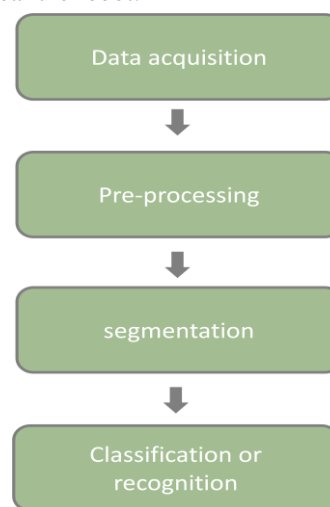 Data acquisition
Pre-processing
segmentation
Classification or
recognition